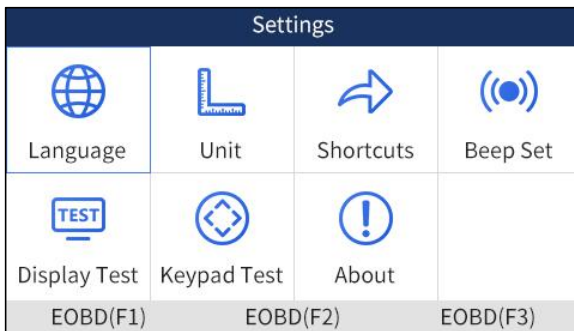 Settings
Language Unit Shortcuts Beep Set
TEST
Display Test Keypad Test About
EOBD(F1) EOBD(F2) EOBD(F3)